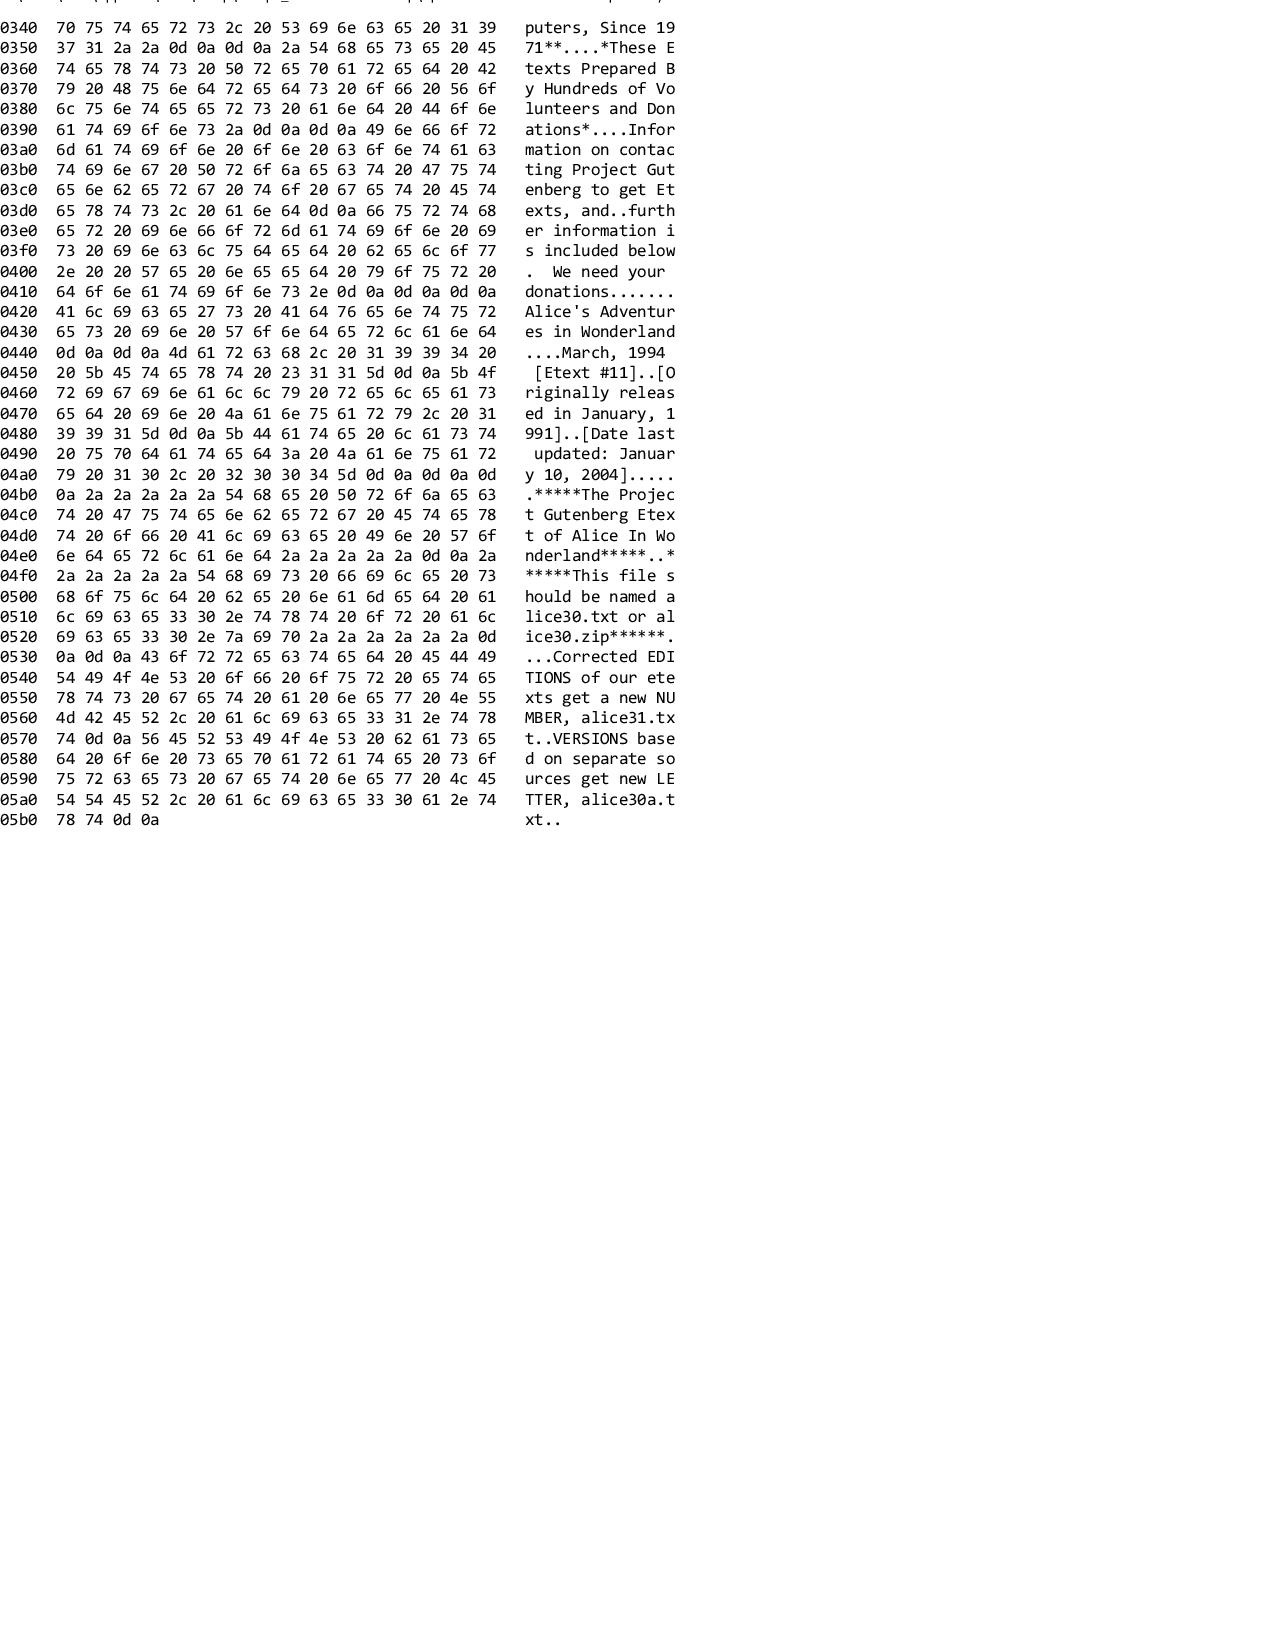 0340 70 75 74 65 72 73 2c 20 53 69 6e 63 65 20 31 39 puters, Since 19
0350 37 31 2a 2a 0d 0a 0d 0a 2a 54 68 65 73 65 20 45 71**....*These E
0360 74 65 78 74 73 20 50 72 65 70 61 72 65 64 20 42 texts Prepared B
0370 79 20 48 75 6e 64 72 65 64 73 20 6f 66 20 56 6f y Hundreds of Vo
0380 6c 75 6e 74 65 65 72 73 20 61 6e 64 20 44 6f 6e lunteers and Don
0390 61 74 69 6f 6e 73 2a 0d 0a 0d 0a 49 6e 66 6f 72 ations*....Infor
03a0 6d 61 74 69 6f 6e 20 6f 6e 20 63 6f 6e 74 61 63 mation on contac
03b0 74 69 6e 67 20 50 72 6f 6a 65 63 74 20 47 75 74 ting Project Gut
03c0 65 6e 62 65 72 67 20 74 6f 20 67 65 74 20 45 74 enberg to get Et
03d0 65 78 74 73 2c 20 61 6e 64 0d 0a 66 75 72 74 68 exts, and..furth
03e0 65 72 20 69 6e 66 6f 72 6d 61 74 69 6f 6e 20 69 er information i
03f0 73 20 69 6e 63 6c 75 64 65 64 20 62 65 6c 6f 77 s included below
0400 2e 20 20 57 65 20 6e 65 65 64 20 79 6f 75 72 20 .  We need your
0410 64 6f 6e 61 74 69 6f 6e 73 2e 0d 0a 0d 0a 0d 0a donations.......
0420 41 6c 69 63 65 27 73 20 41 64 76 65 6e 74 75 72 Alice's Adventur
0430 65 73 20 69 6e 20 57 6f 6e 64 65 72 6c 61 6e 64 es in Wonderland
0440 0d 0a 0d 0a 4d 61 72 63 68 2c 20 31 39 39 34 20 ....March, 1994
0450 20 5b 45 74 65 78 74 20 23 31 31 5d 0d 0a 5b 4f [Etext #11]..[O
0460 72 69 67 69 6e 61 6c 6c 79 20 72 65 6c 65 61 73 riginally releas
0470 65 64 20 69 6e 20 4a 61 6e 75 61 72 79 2c 20 31 ed in January, 1
0480 39 39 31 5d 0d 0a 5b 44 61 74 65 20 6c 61 73 74 991]..[Date last
0490 20 75 70 64 61 74 65 64 3a 20 4a 61 6e 75 61 72 updated: Januar
04a0 79 20 31 30 2c 20 32 30 30 34 5d 0d 0a 0d 0a 0d y 10, 2004].....
04b0 0a 2a 2a 2a 2a 2a 54 68 65 20 50 72 6f 6a 65 63 .*****The Projec
04c0 74 20 47 75 74 65 6e 62 65 72 67 20 45 74 65 78 t Gutenberg Etex
04d0 74 20 6f 66 20 41 6c 69 63 65 20 49 6e 20 57 6f t of Alice In Wo
04e0 6e 64 65 72 6c 61 6e 64 2a 2a 2a 2a 2a 0d 0a 2a nderland*****..*
04f0 2a 2a 2a 2a 2a 54 68 69 73 20 66 69 6c 65 20 73 *****This file s
0500 68 6f 75 6c 64 20 62 65 20 6e 61 6d 65 64 20 61 hould be named a
0510 6c 69 63 65 33 30 2e 74 78 74 20 6f 72 20 61 6c lice30.txt or al
0520 69 63 65 33 30 2e 7a 69 70 2a 2a 2a 2a 2a 2a 0d ice30.zip******.
0530 0a 0d 0a 43 6f 72 72 65 63 74 65 64 20 45 44 49 ...Corrected EDI
0540 54 49 4f 4e 53 20 6f 66 20 6f 75 72 20 65 74 65 TIONS of our ete
0550 78 74 73 20 67 65 74 20 61 20 6e 65 77 20 4e 55 xts get a new NU
0560 4d 42 45 52 2c 20 61 6c 69 63 65 33 31 2e 74 78 MBER, alice31.tx
0570 74 0d 0a 56 45 52 53 49 4f 4e 53 20 62 61 73 65 t..VERSIONS base
0580 64 20 6f 6e 20 73 65 70 61 72 61 74 65 20 73 6f d on separate so
0590 75 72 63 65 73 20 67 65 74 20 6e 65 77 20 4c 45 urces get new LE
05a0 54 54 45 52 2c 20 61 6c 69 63 65 33 30 61 2e 74 TTER, alice30a.t
05b0 78 74 0d 0a xt..